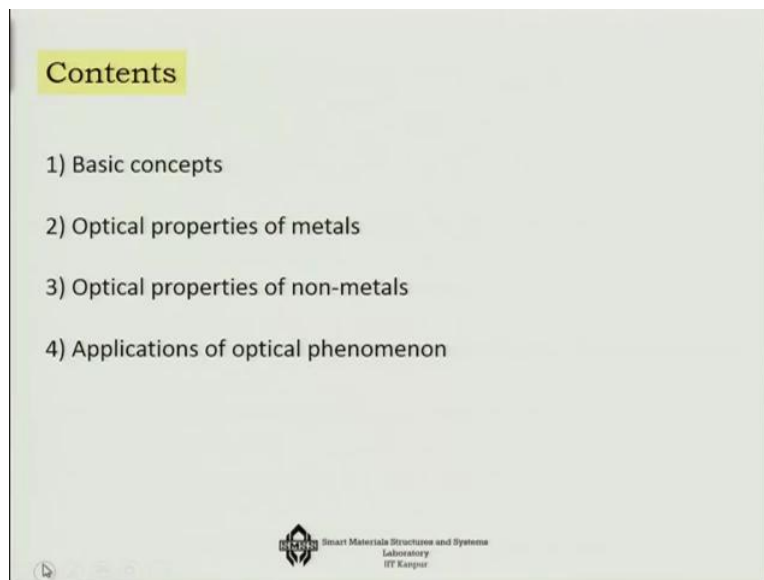 Contents
1) Basic concepts
2) Optical properties of metals
3) Optical properties of non-metals
4) Applications of optical phenomenon
Smart Materials Structures and Systems
Laboratory
IIT Kanpur